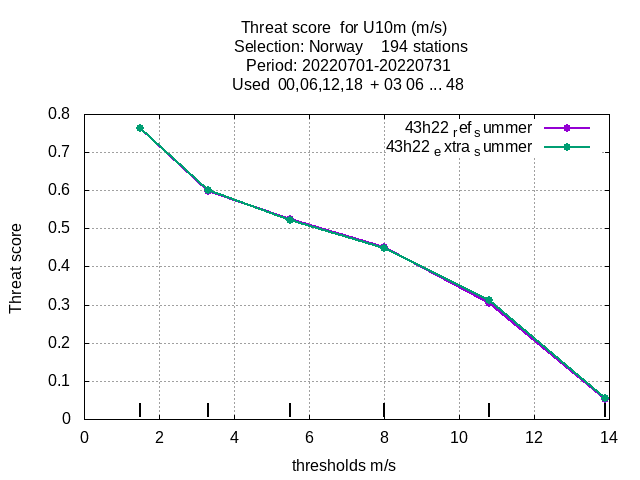 Threat score  for U10m (m/s)
Selection: Norway    194 stations
Period: 20220701-20220731
Used  00,06,12,18  + 03 06 ... 48
43h22 ref summer
43h22 extra summer
0.8
0.7
0.6
0.5
0.4
0.3
0.2
0.1
0
Threat score
0 2 4 6 8 10 12 14
thresholds m/s